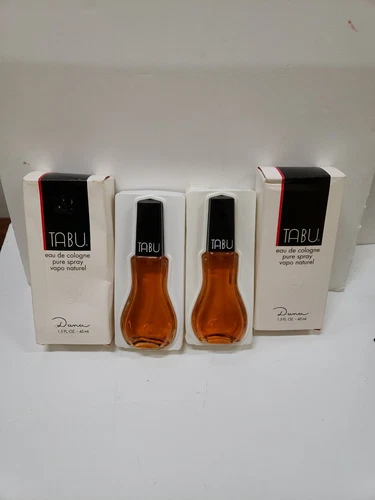 TABU
eau de cologne
pure spray
vapo naturel
Dana
TABU
TABU
TABU
eau de cologne
pure spray
vapo naturel
Dana